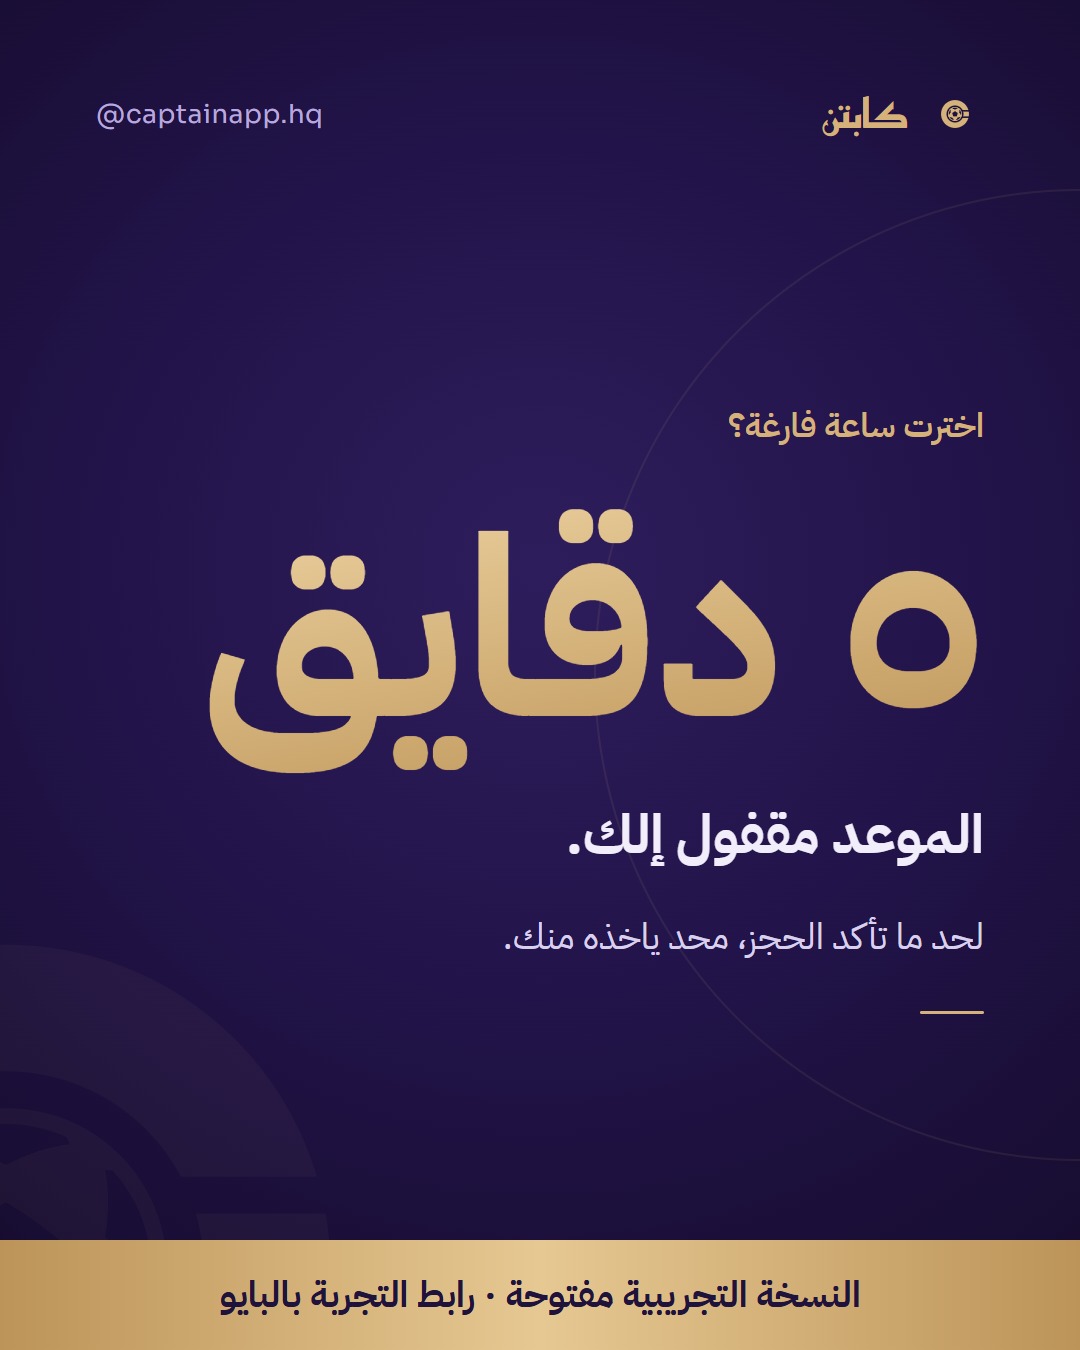 كابتن
@captainapp.hq
اخترت ساعة فارغة؟
٥ دقايق
الموعد مقفول إلك.
لحد ما تأكد الحجز، محد ياخذه منك.
النسخة التجريبية مفتوحة · رابط التجربة بالبايو